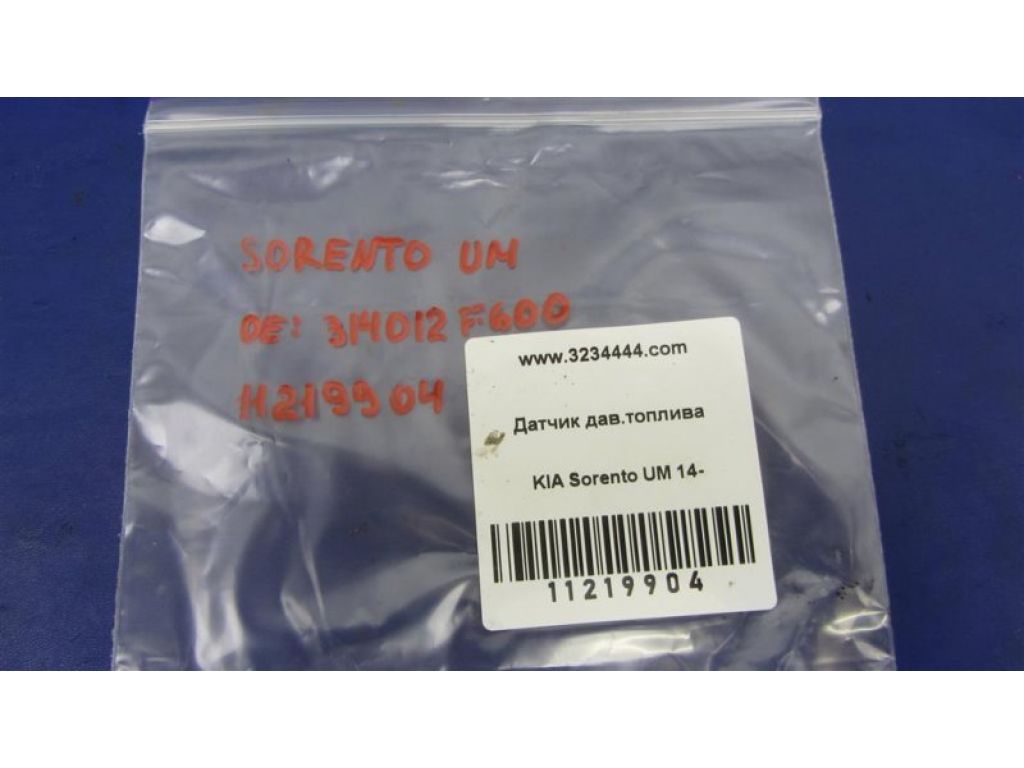 SORENTO UM
OE: 314012F600
11219904
www.3234444.com
Датчик дав.топлива
KIA Sorento UM 14-
11219904